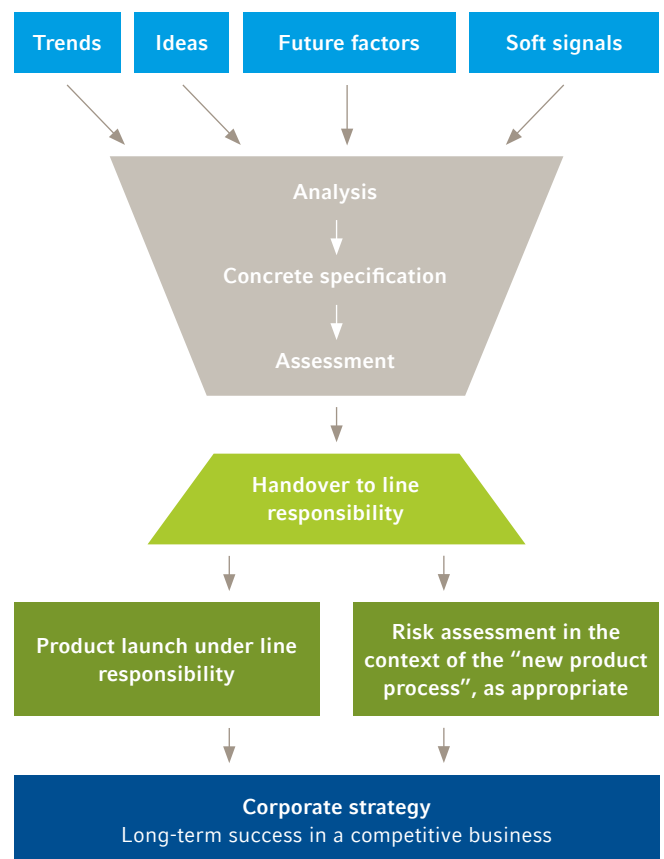 Trends
Ideas
Future factors
Soft signals
Analysis
Concrete specification
Assessment
Handover to line
responsibility
Product launch under line
responsibility
Risk assessment in the
context of the “new product
process”, as appropriate
Corporate strategy
Long-term success in a competitive business